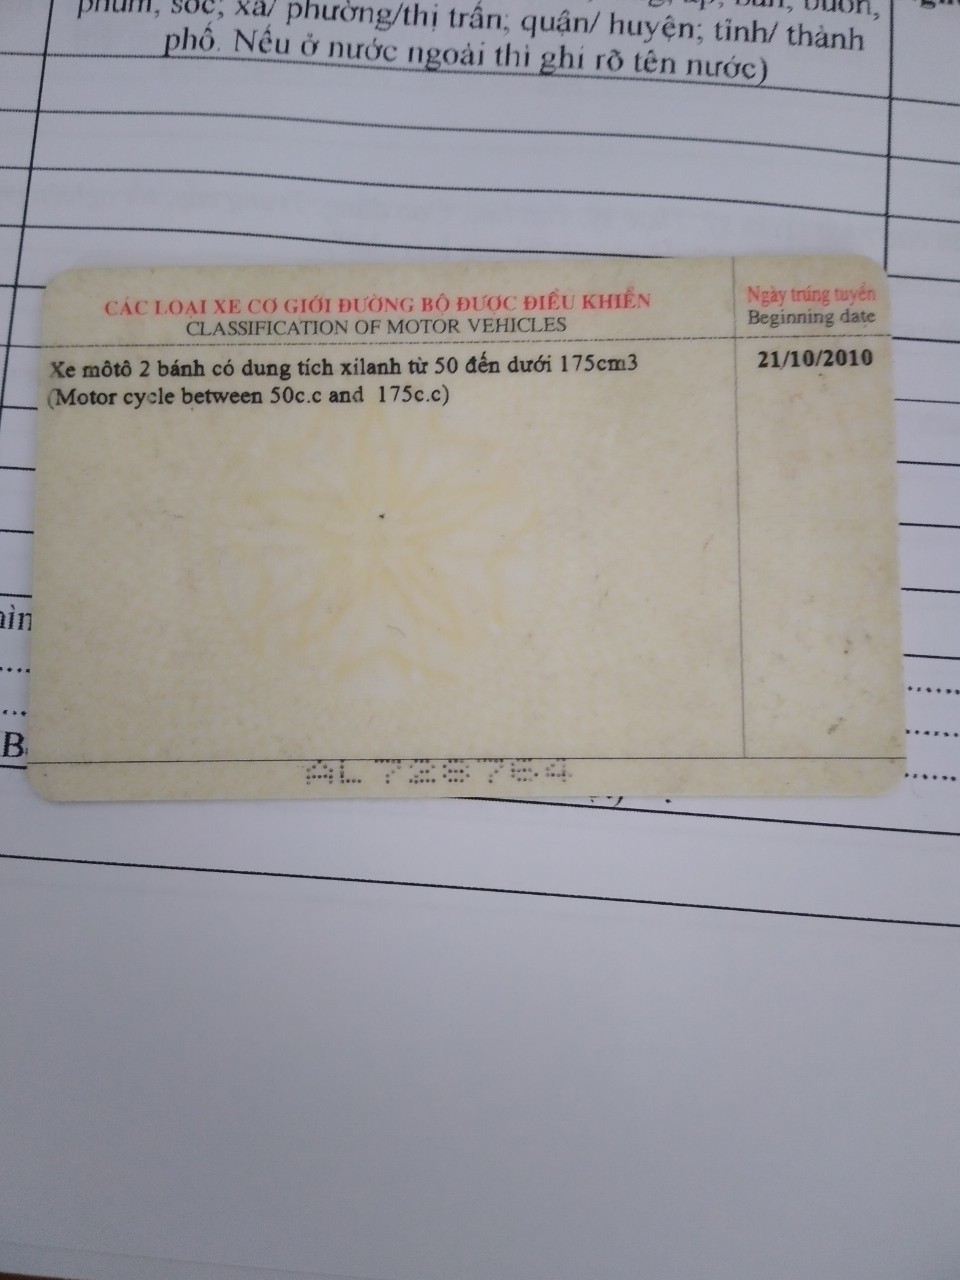 xã/ phường/thị trấn; quận/ huyện; tỉnh/ thành
phố. Nếu ở nước ngoài thì ghi rõ tên nước)
CÁC LOẠI XE CƠ GIỚI ĐƯỜNG BỘ ĐƯỢC ĐIỀU KHIỂN
CLASSIFICATION OF MOTOR VEHICLES
Ngày trúng tuyển
Beginning date
Xe môtô 2 bánh có dung tích xilanh từ 50 đến dưới 175cm3
21/10/2010
(Motor cycle between 50c.c and 175c.c)
B
AL 728764